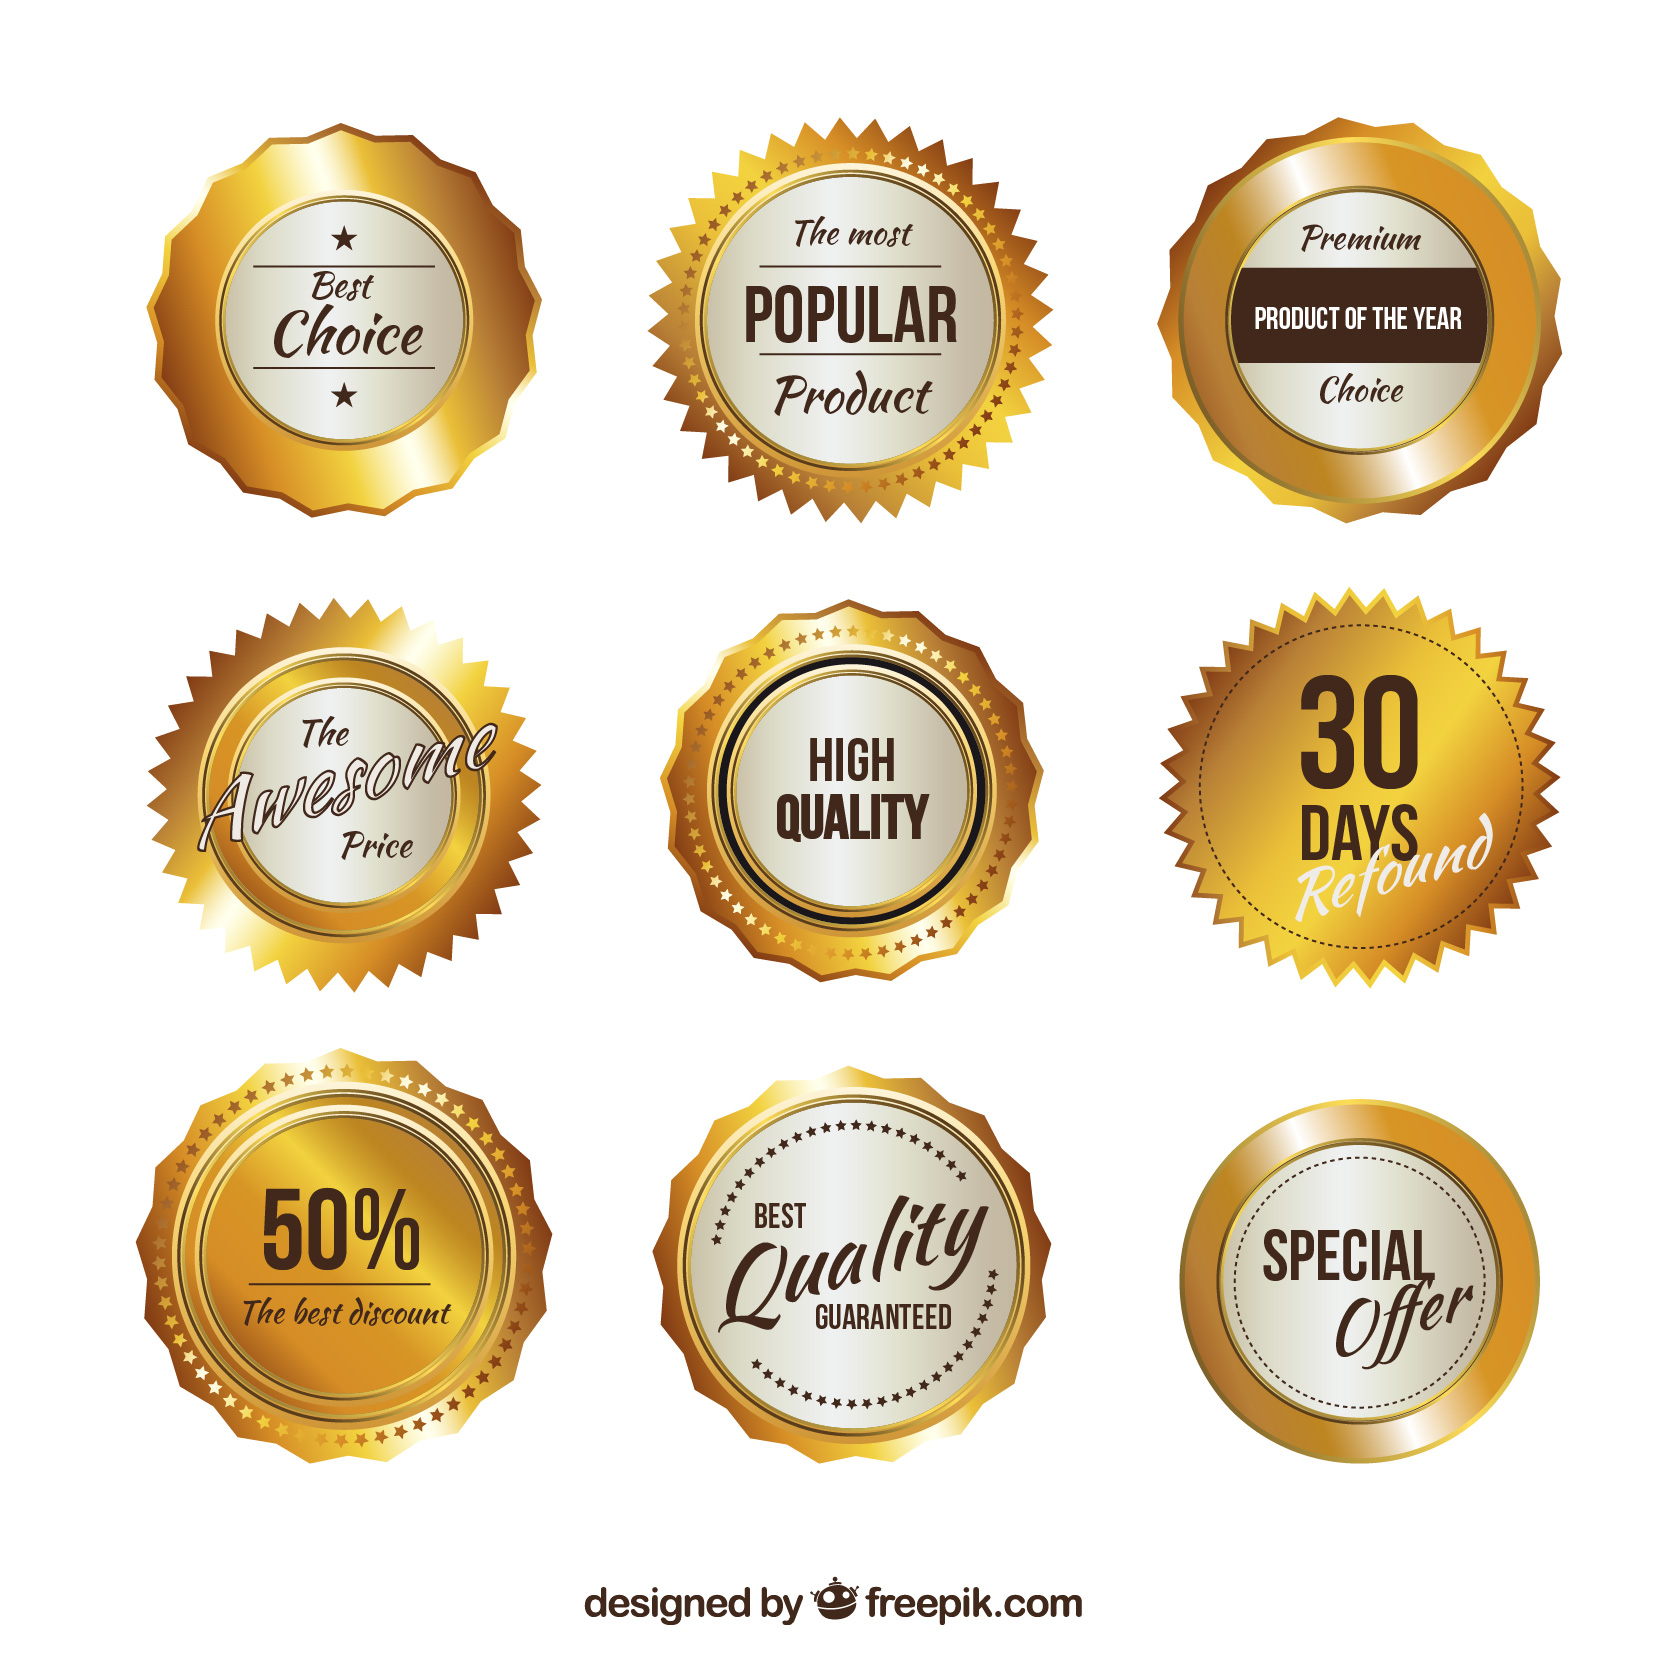 Best
Choice
The most
POPULAR
Product
Premium
PRODUCT OF THE YEAR
Choice
The
Awesome
Price
HIGH
QUALITY
30
DAYS
Refound
50%
The best discount
BEST
Quality
GUARANTEED
SPECIAL
Offer
designed by freepik.com